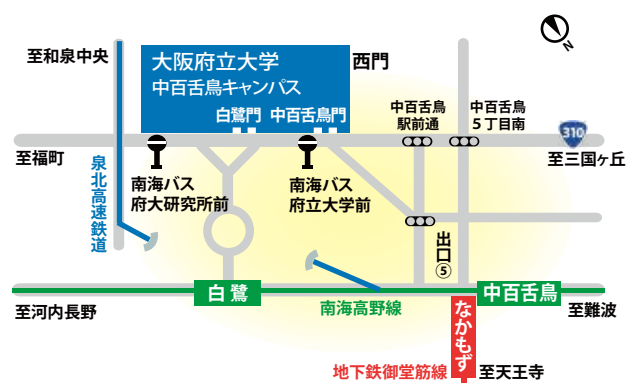 至和泉中央
大阪府立大学
中百舌鳥キャンパス
西門
白鷺門
中百舌鳥門
中百舌鳥
駅前通
中百舌鳥
5丁目南
310
N
至福町
至三国ヶ丘
泉北高速鉄道
南海バス
府大研究所前
南海バス
府立大学前
出口⑤
白鷺
中百舌鳥
南海高野線
至河内長野
至難波
なかもず
地下鉄御堂筋線
至天王寺